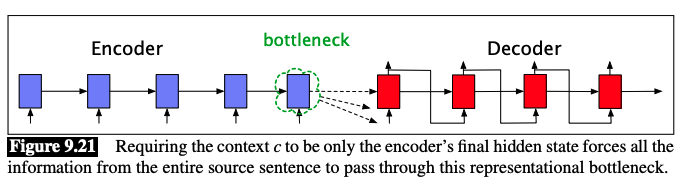 Encoder
bottleneck
Decoder
Figure 9.21 Requiring the context c to be only the encoder's final hidden state forces all the
information from the entire source sentence to pass through this representational bottleneck.